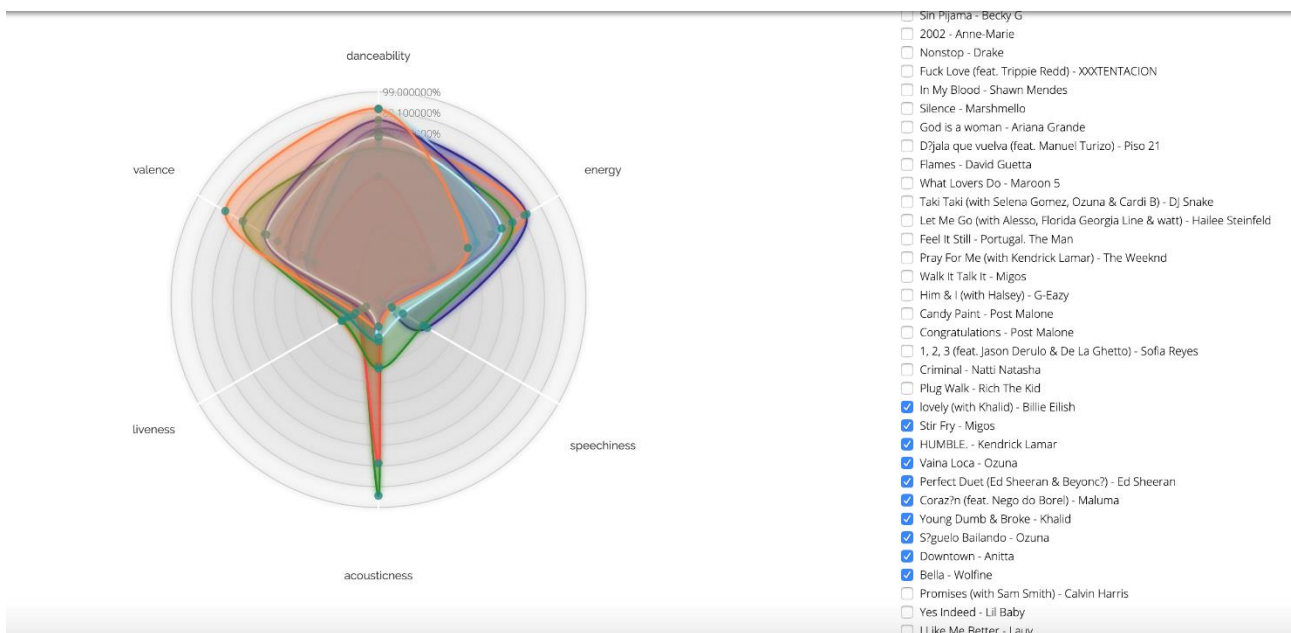 danceability
99.000000%
.100000%
energy
speechiness
acousticness
liveness
valence
Sin Pijama - Becky G
2002 - Anne-Marie
Nonstop - Drake
Fuck Love (feat. Trippie Redd) - XXXTENTACION
In My Blood - Shawn Mendes
Silence - Marshmello
God is a woman - Ariana Grande
D?jala que vuelva (feat. Manuel Turizo) - Piso 21
Flames - David Guetta
What Lovers Do - Maroon 5
Taki Taki (with Selena Gomez, Ozuna & Cardi B) - DJ Snake
Let Me Go (with Alesso, Florida Georgia Line & watt) - Hailee Steinfeld
Feel It Still - Portugal. The Man
Pray For Me (with Kendrick Lamar) - The Weeknd
Walk It Talk It - Migos
Him & I (with Halsey) - G-Eazy
Candy Paint - Post Malone
Congratulations - Post Malone
1, 2, 3 (feat. Jason Derulo & De La Ghetto) - Sofia Reyes
Criminal - Natti Natasha
Plug Walk - Rich The Kid
lovely (with Khalid) - Billie Eilish
Stir Fry - Migos
HUMBLE. - Kendrick Lamar
Vaina Loca - Ozuna
Perfect Duet (Ed Sheeran & Beyonc?) - Ed Sheeran
Coraz?n (feat. Nego do Borel) - Maluma
Young Dumb & Broke - Khalid
S?guelo Bailando - Ozuna
Downtown - Anitta
Bella - Wolfine
Promises (with Sam Smith) - Calvin Harris
Yes Indeed - Lil Baby
I Like Me Better - Lauv